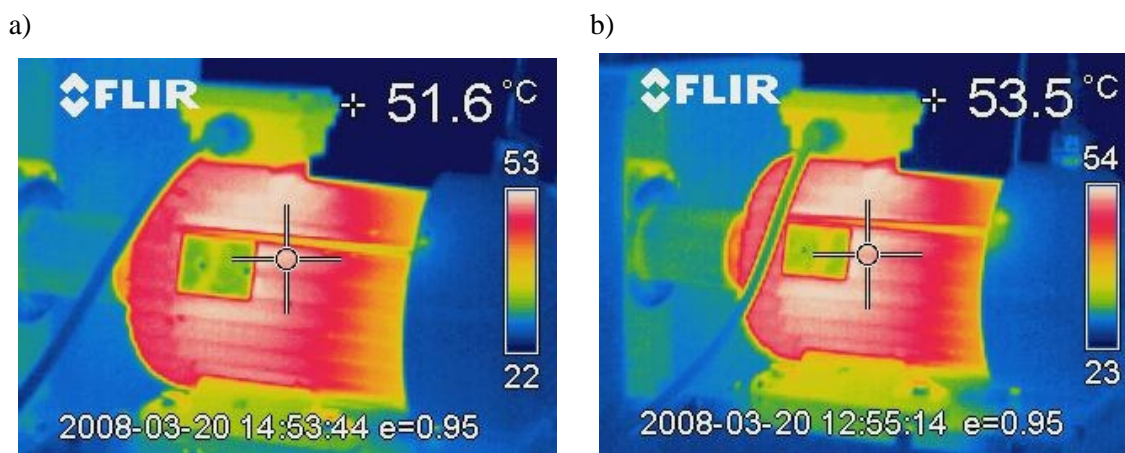 a)
b)
FLIR
51.6 °C
53
22
2008-03-20 14:53:44 e=0.95
FLIR
53.5 °C
54
23
2008-03-20 12:55:14 e=0.95